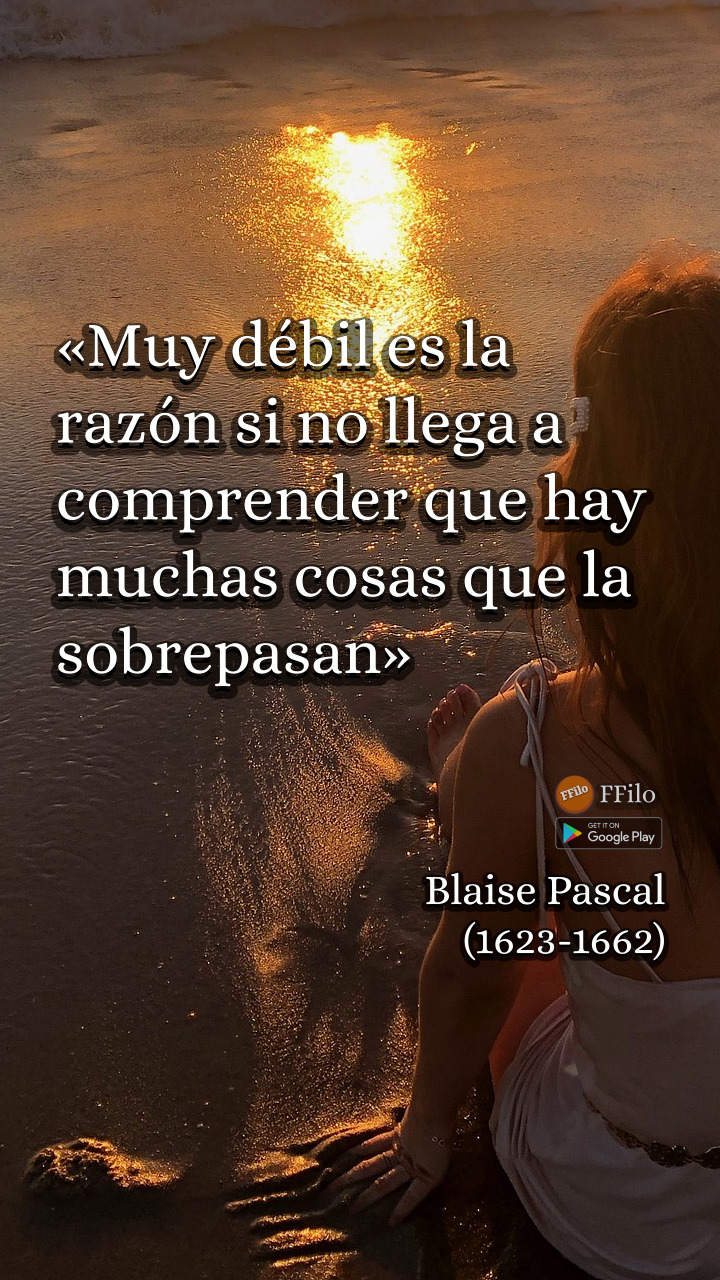 «Muy débil es la
razón si no llega a
comprender que hay
muchas cosas que la
sobrepasan»
FFilo FFilo
GET IT ON
Google Play
Blaise Pascal
(1623-1662)